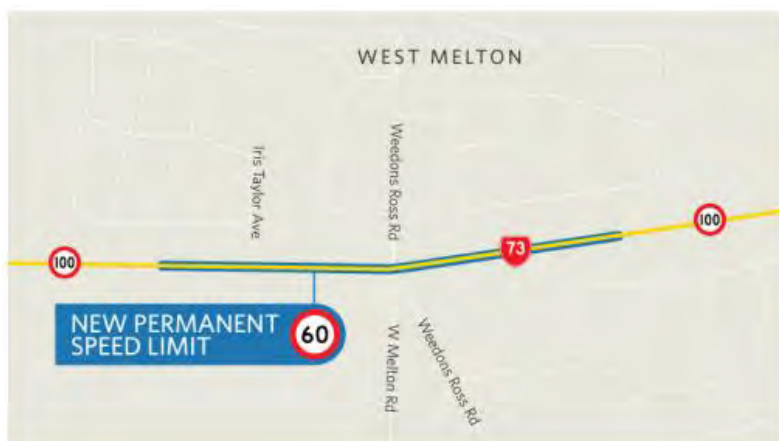 WEST MELTON
Iris Taylor Ave
Weedons Ross Rd
100
73
100
NEW PERMANENT
SPEED LIMIT
60
W Melton Rd
Weedons Ross Rd